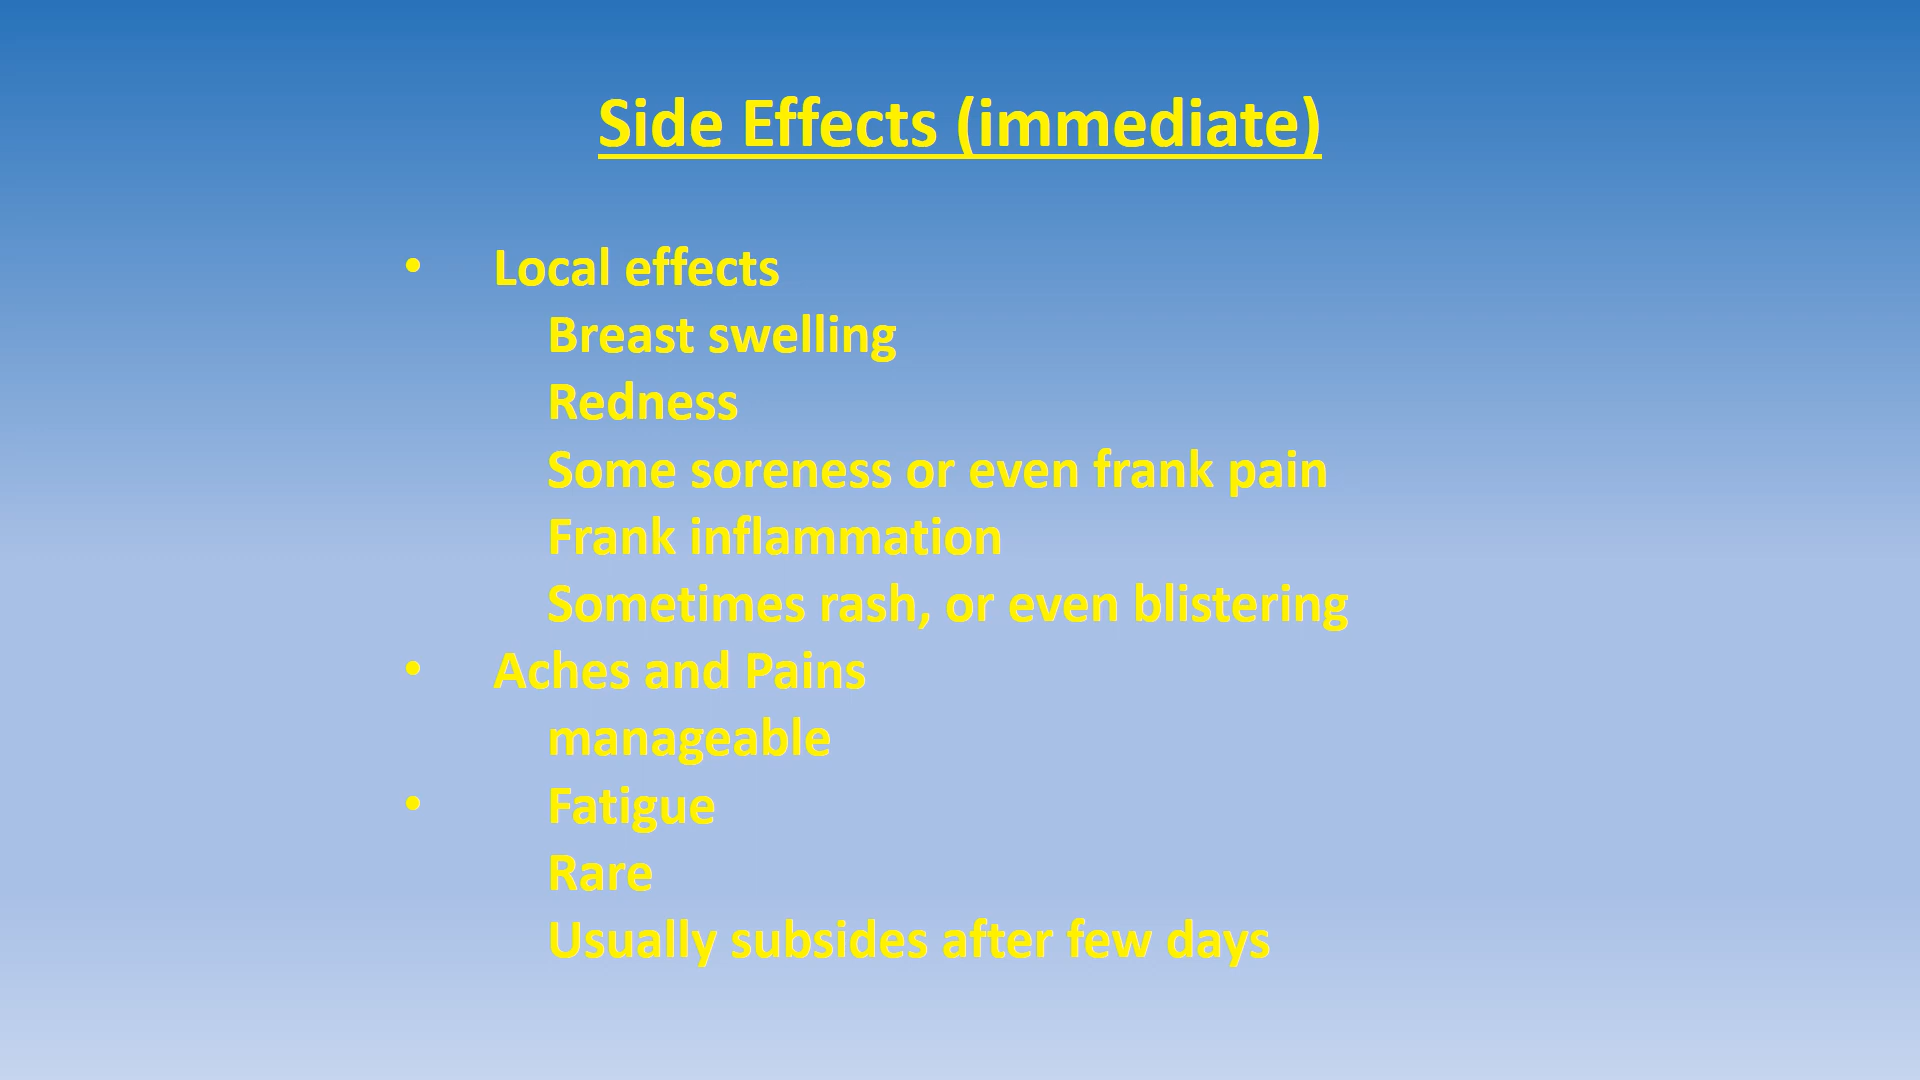 Side Effects (immediate)
• Local effects
Breast swelling
Redness
Some soreness or even frank pain
Frank inflammation
Sometimes rash, or even blistering
• Aches and Pains
manageable
• Fatigue
Rare
Usually subsides after few days